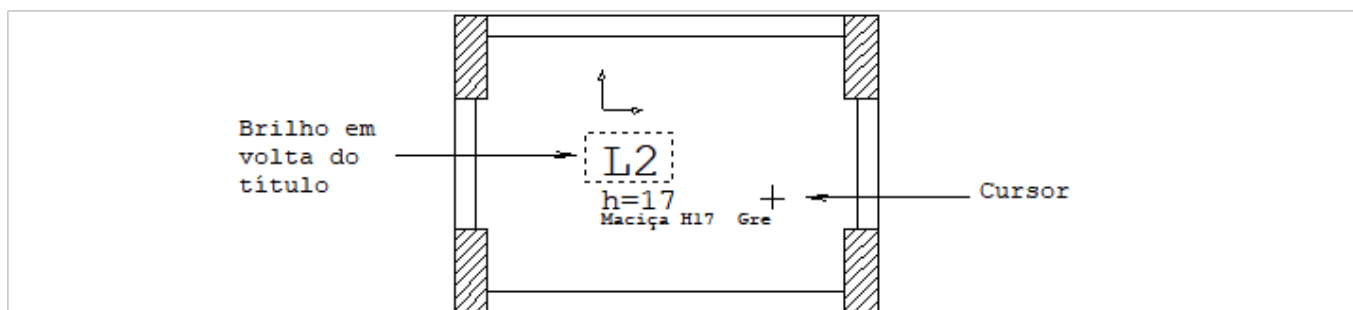 Brilho em
volta do
título
L2
h=17
Maciça H17 Gre
Cursor